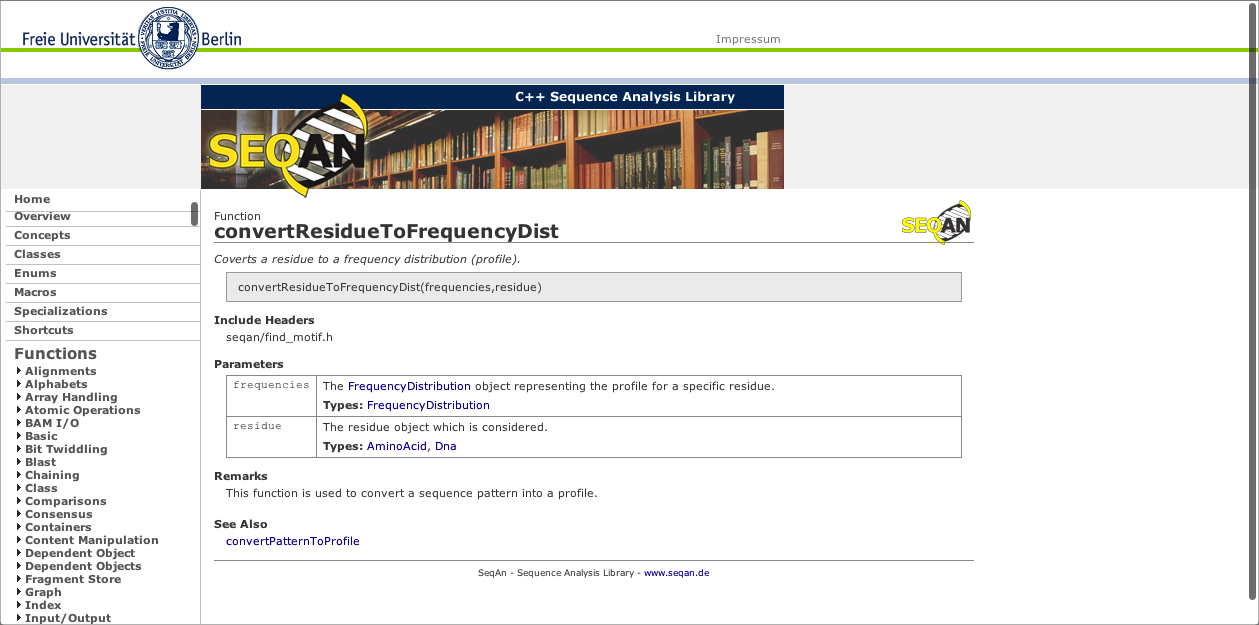 Freie Universität Berlin
Impressum
C++ Sequence Analysis Library
SEQAN
Home
Overview
Concepts
Classes
Enums
Macros
Specializations
Shortcuts
Functions
Alignments
Alphabets
Array Handling
Atomic Operations
BAM I/O
Basic
Bit Twiddling
Blast
Chaining
Class
Comparisons
Consensus
Containers
Content Manipulation
Dependent Object
Dependent Objects
Fragment Store
Graph
Index
Input/Output
Function
convertResidueToFrequencyDist
SEQAN
Coverts a residue to a frequency distribution (profile).
convertResidueToFrequencyDist(frequencies,residue)
Include Headers
seqan/find_motif.h
Parameters
frequencies The FrequencyDistribution object representing the profile for a specific residue.
Types: FrequencyDistribution
residue The residue object which is considered.
Types: AminoAcid, Dna
Remarks
This function is used to convert a sequence pattern into a profile.
See Also
convertPatternToProfile
SeqAn - Sequence Analysis Library - www.seqan.de